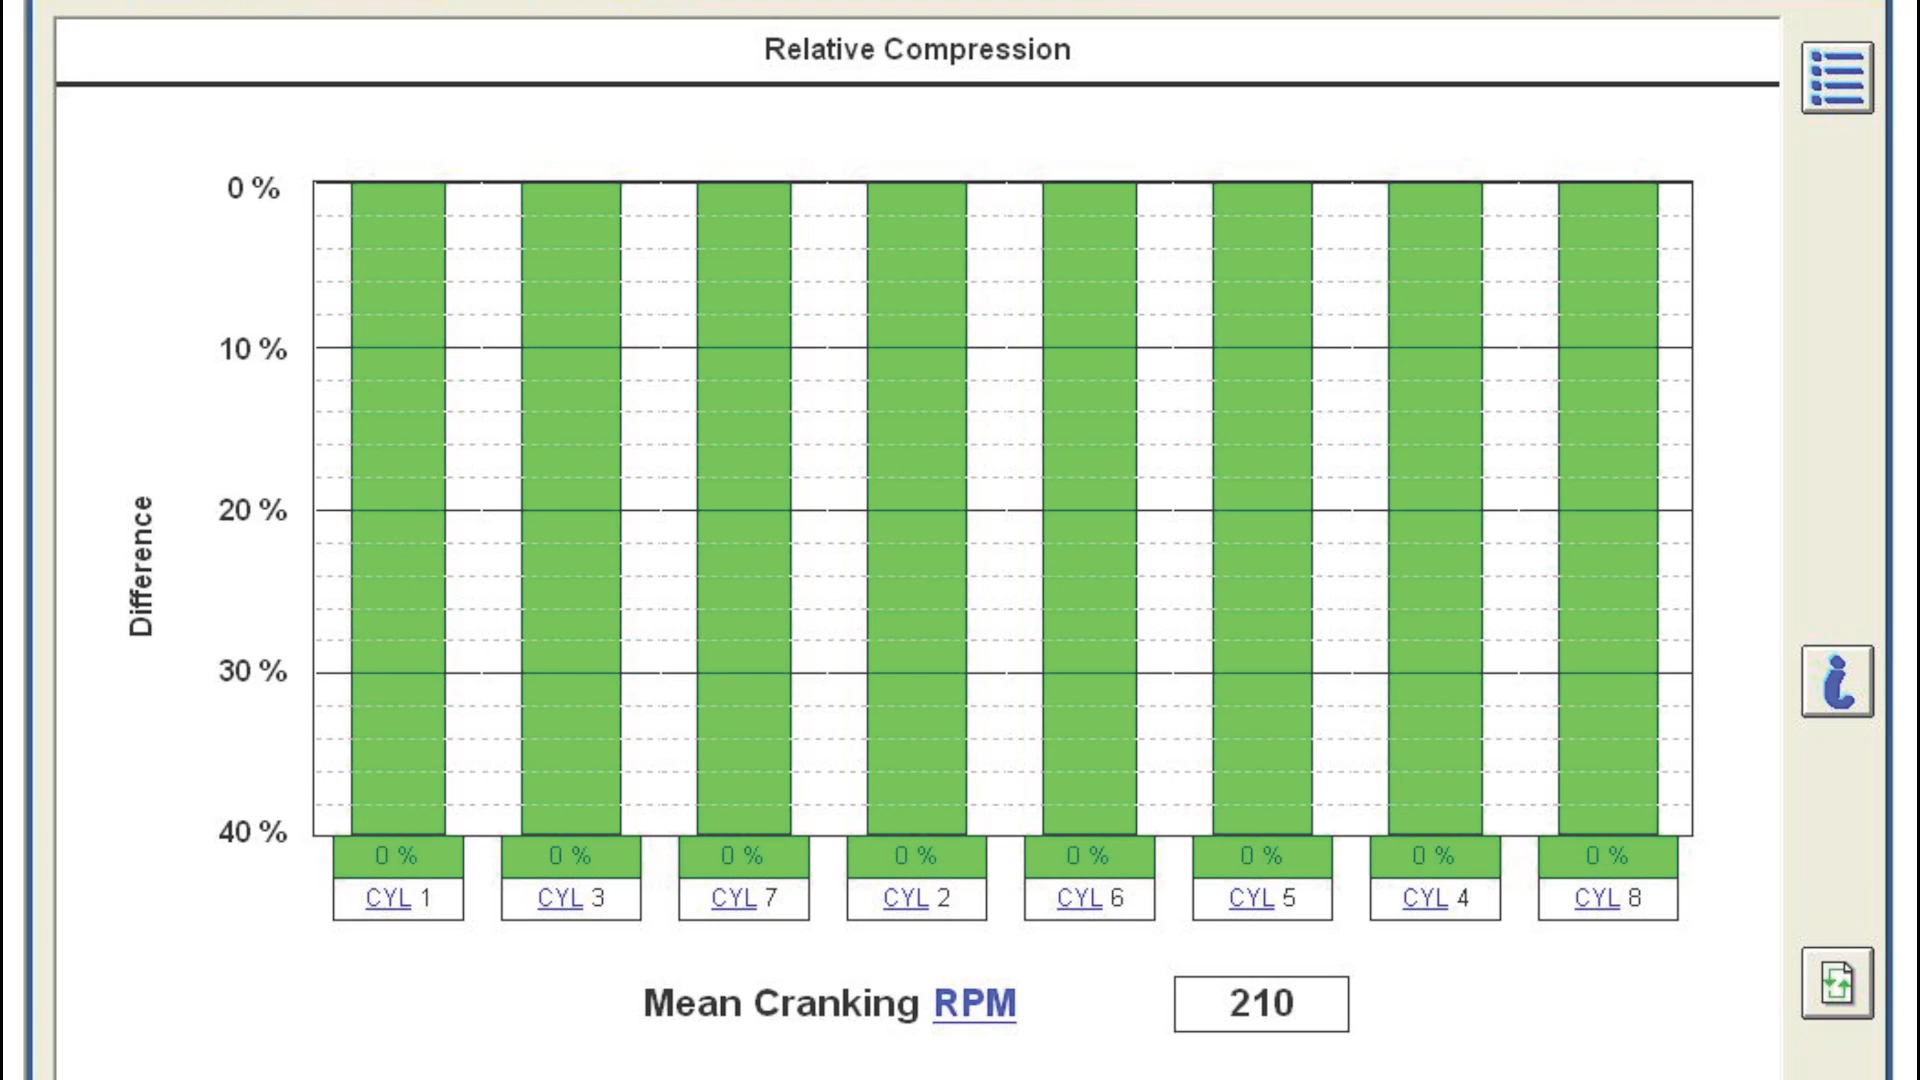 Relative Compression
0 %
10 %
20 %
30 %
40 %
Difference
0 % 0 % 0 % 0 % 0 % 0 % 0 % 0 %
CYL 1 CYL 3 CYL 7 CYL 2 CYL 6 CYL 5 CYL 4 CYL 8
Mean Cranking RPM 210